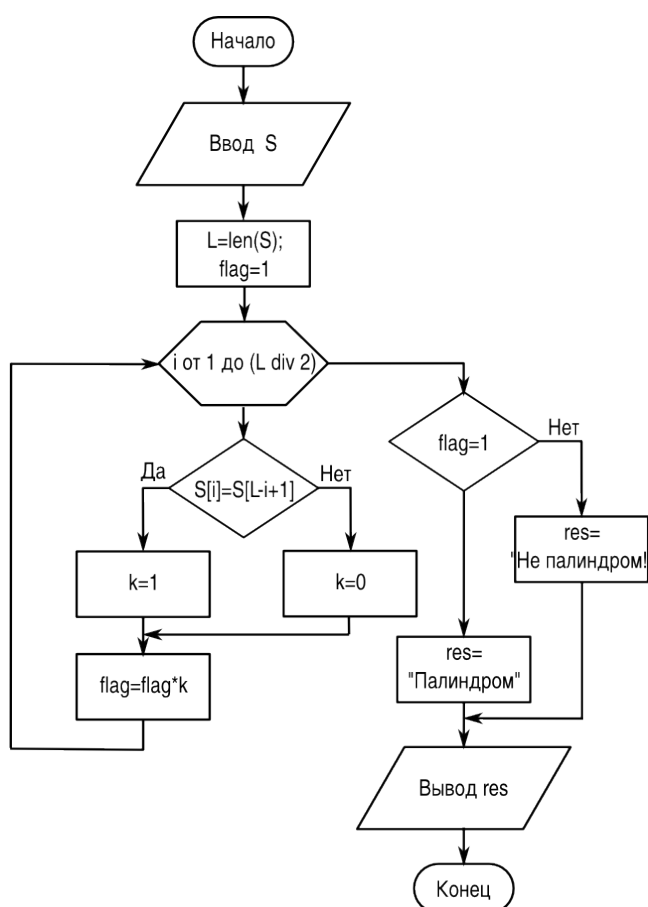 Начало
Ввод S
L=len(S);
flag=1
i от 1 до (L div 2)
S[i]=S[L-i+1]
Да
Нет
k=1
k=0
flag=flag*k
flag=1
Нет
res=
"Не палиндром!
res=
"Палиндром"
Вывод res
Конец